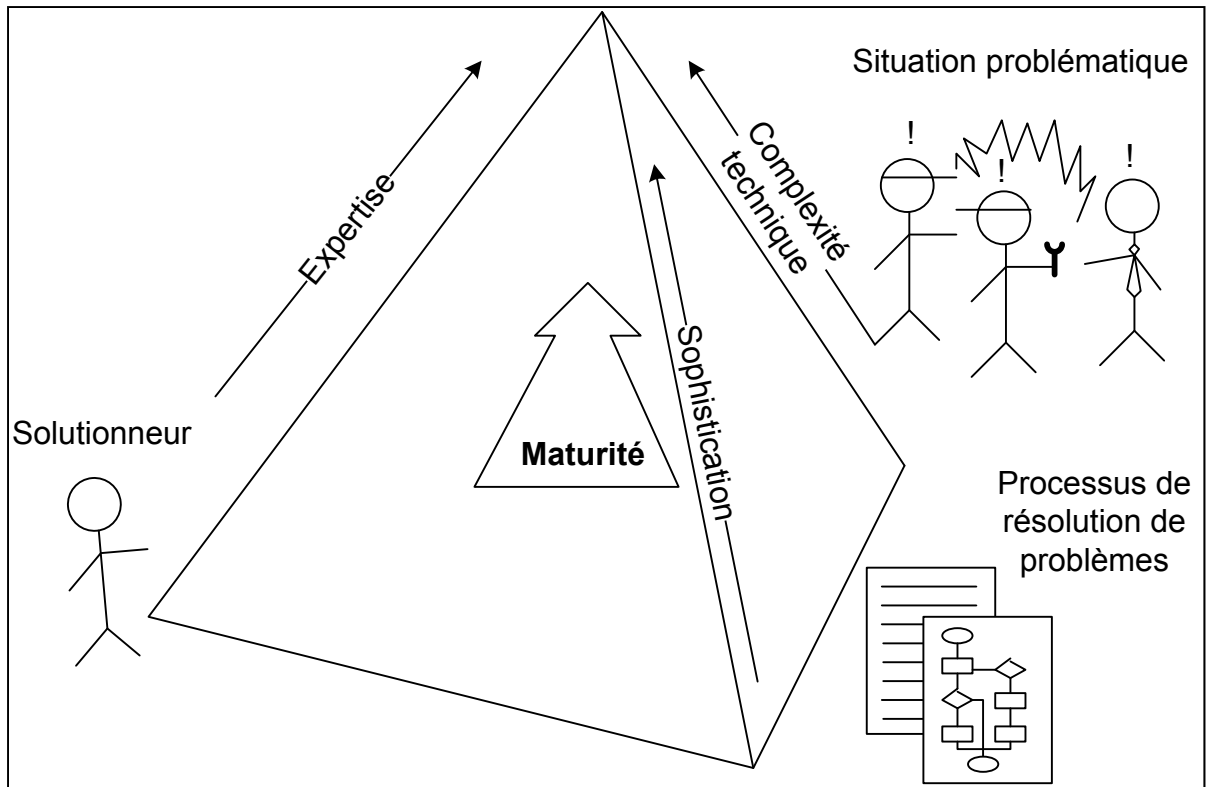 Situation problématique
!
!
!
Complexité
technique
Expertise
Sophistication
Solutionneur
Maturité
Processus de
résolution de
problèmes